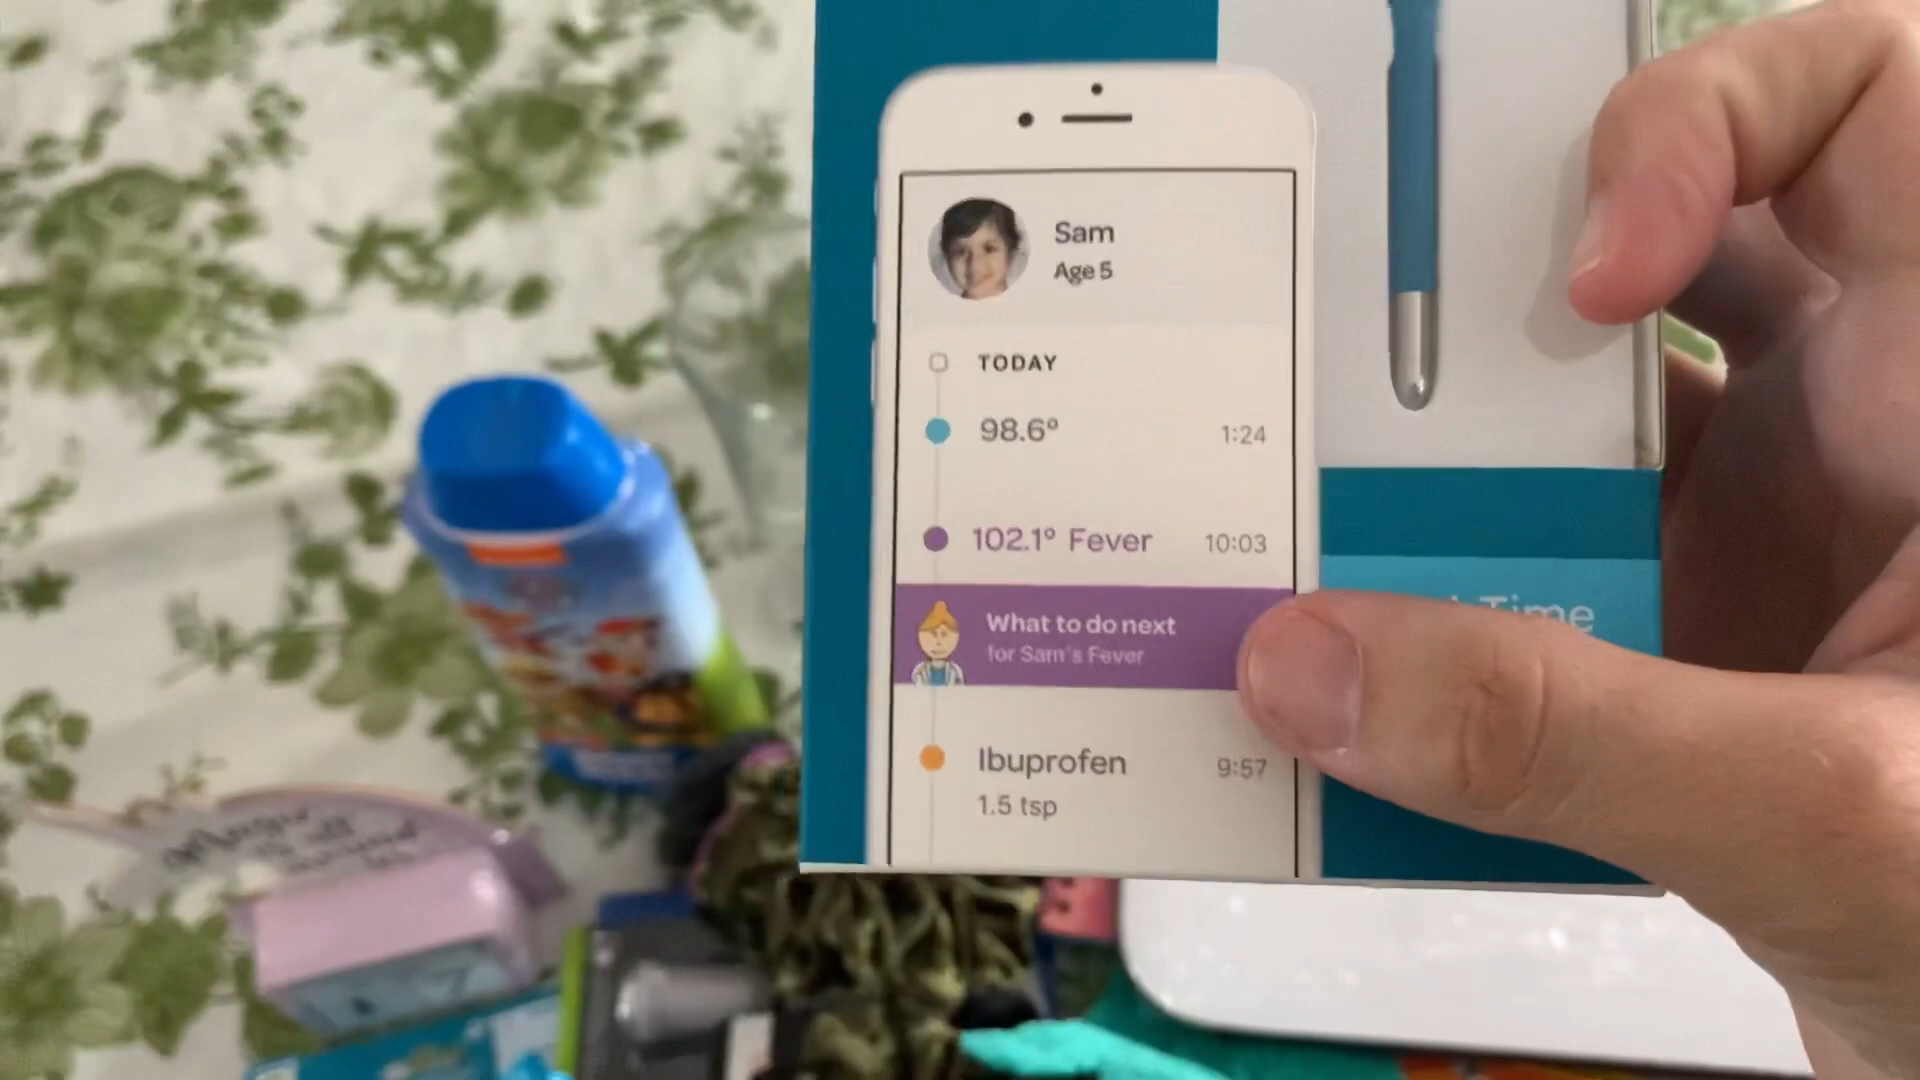 Sam
Age 5
TODAY
98.6°
1:24
102.1° Fever
10:03
What to do next
for Sam's Fever
Time
Ibuprofen
9:57
1.5 tsp